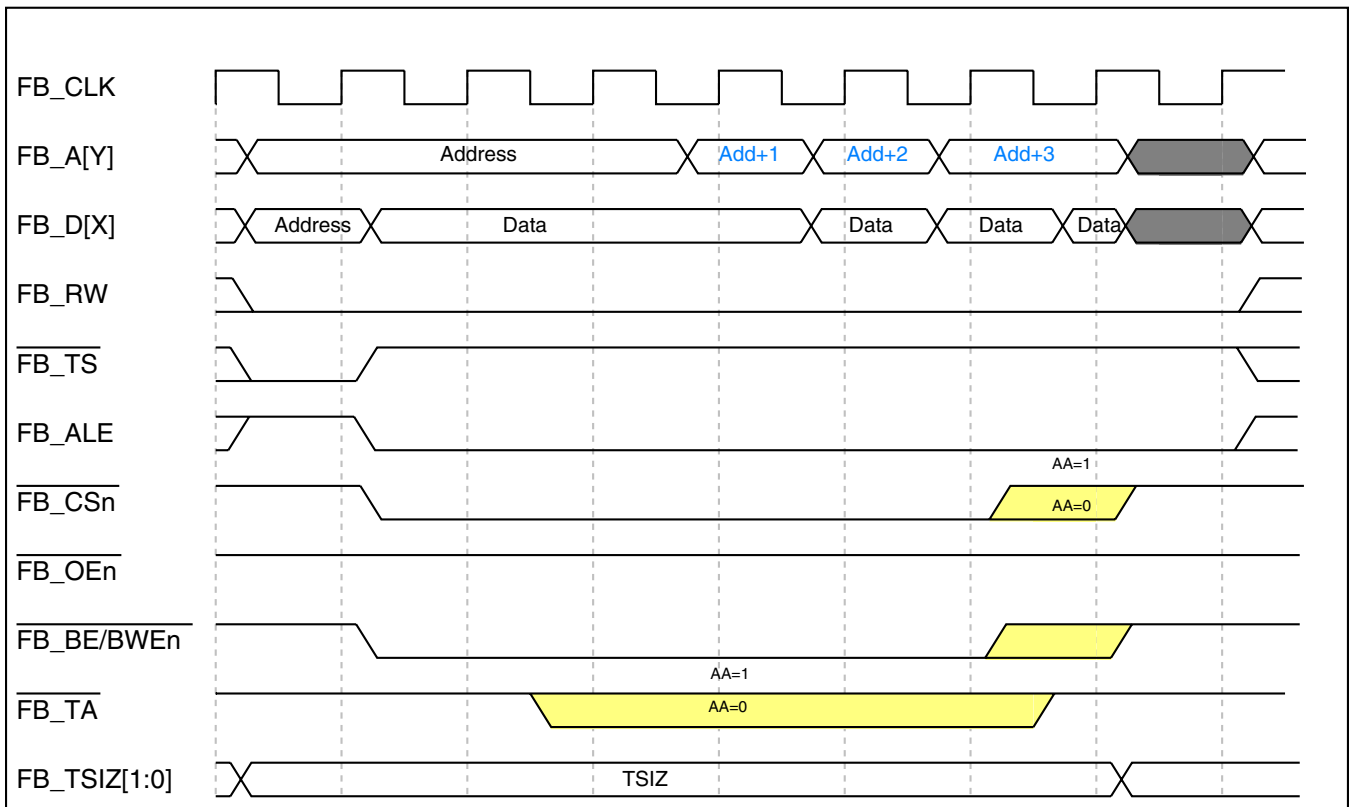 FB_CLK
FB_A[Y] Address Add+1 Add+2 Add+3
FB_D[X] Address Data Data Data Data
FB_RW
FB_TS
FB_ALE
AA=1
FB_CSn AA=0
FB_OEn
FB_BE/BWEn
AA=1
FB_TA AA=0
FB_TSIZ[1:0] TSIZ